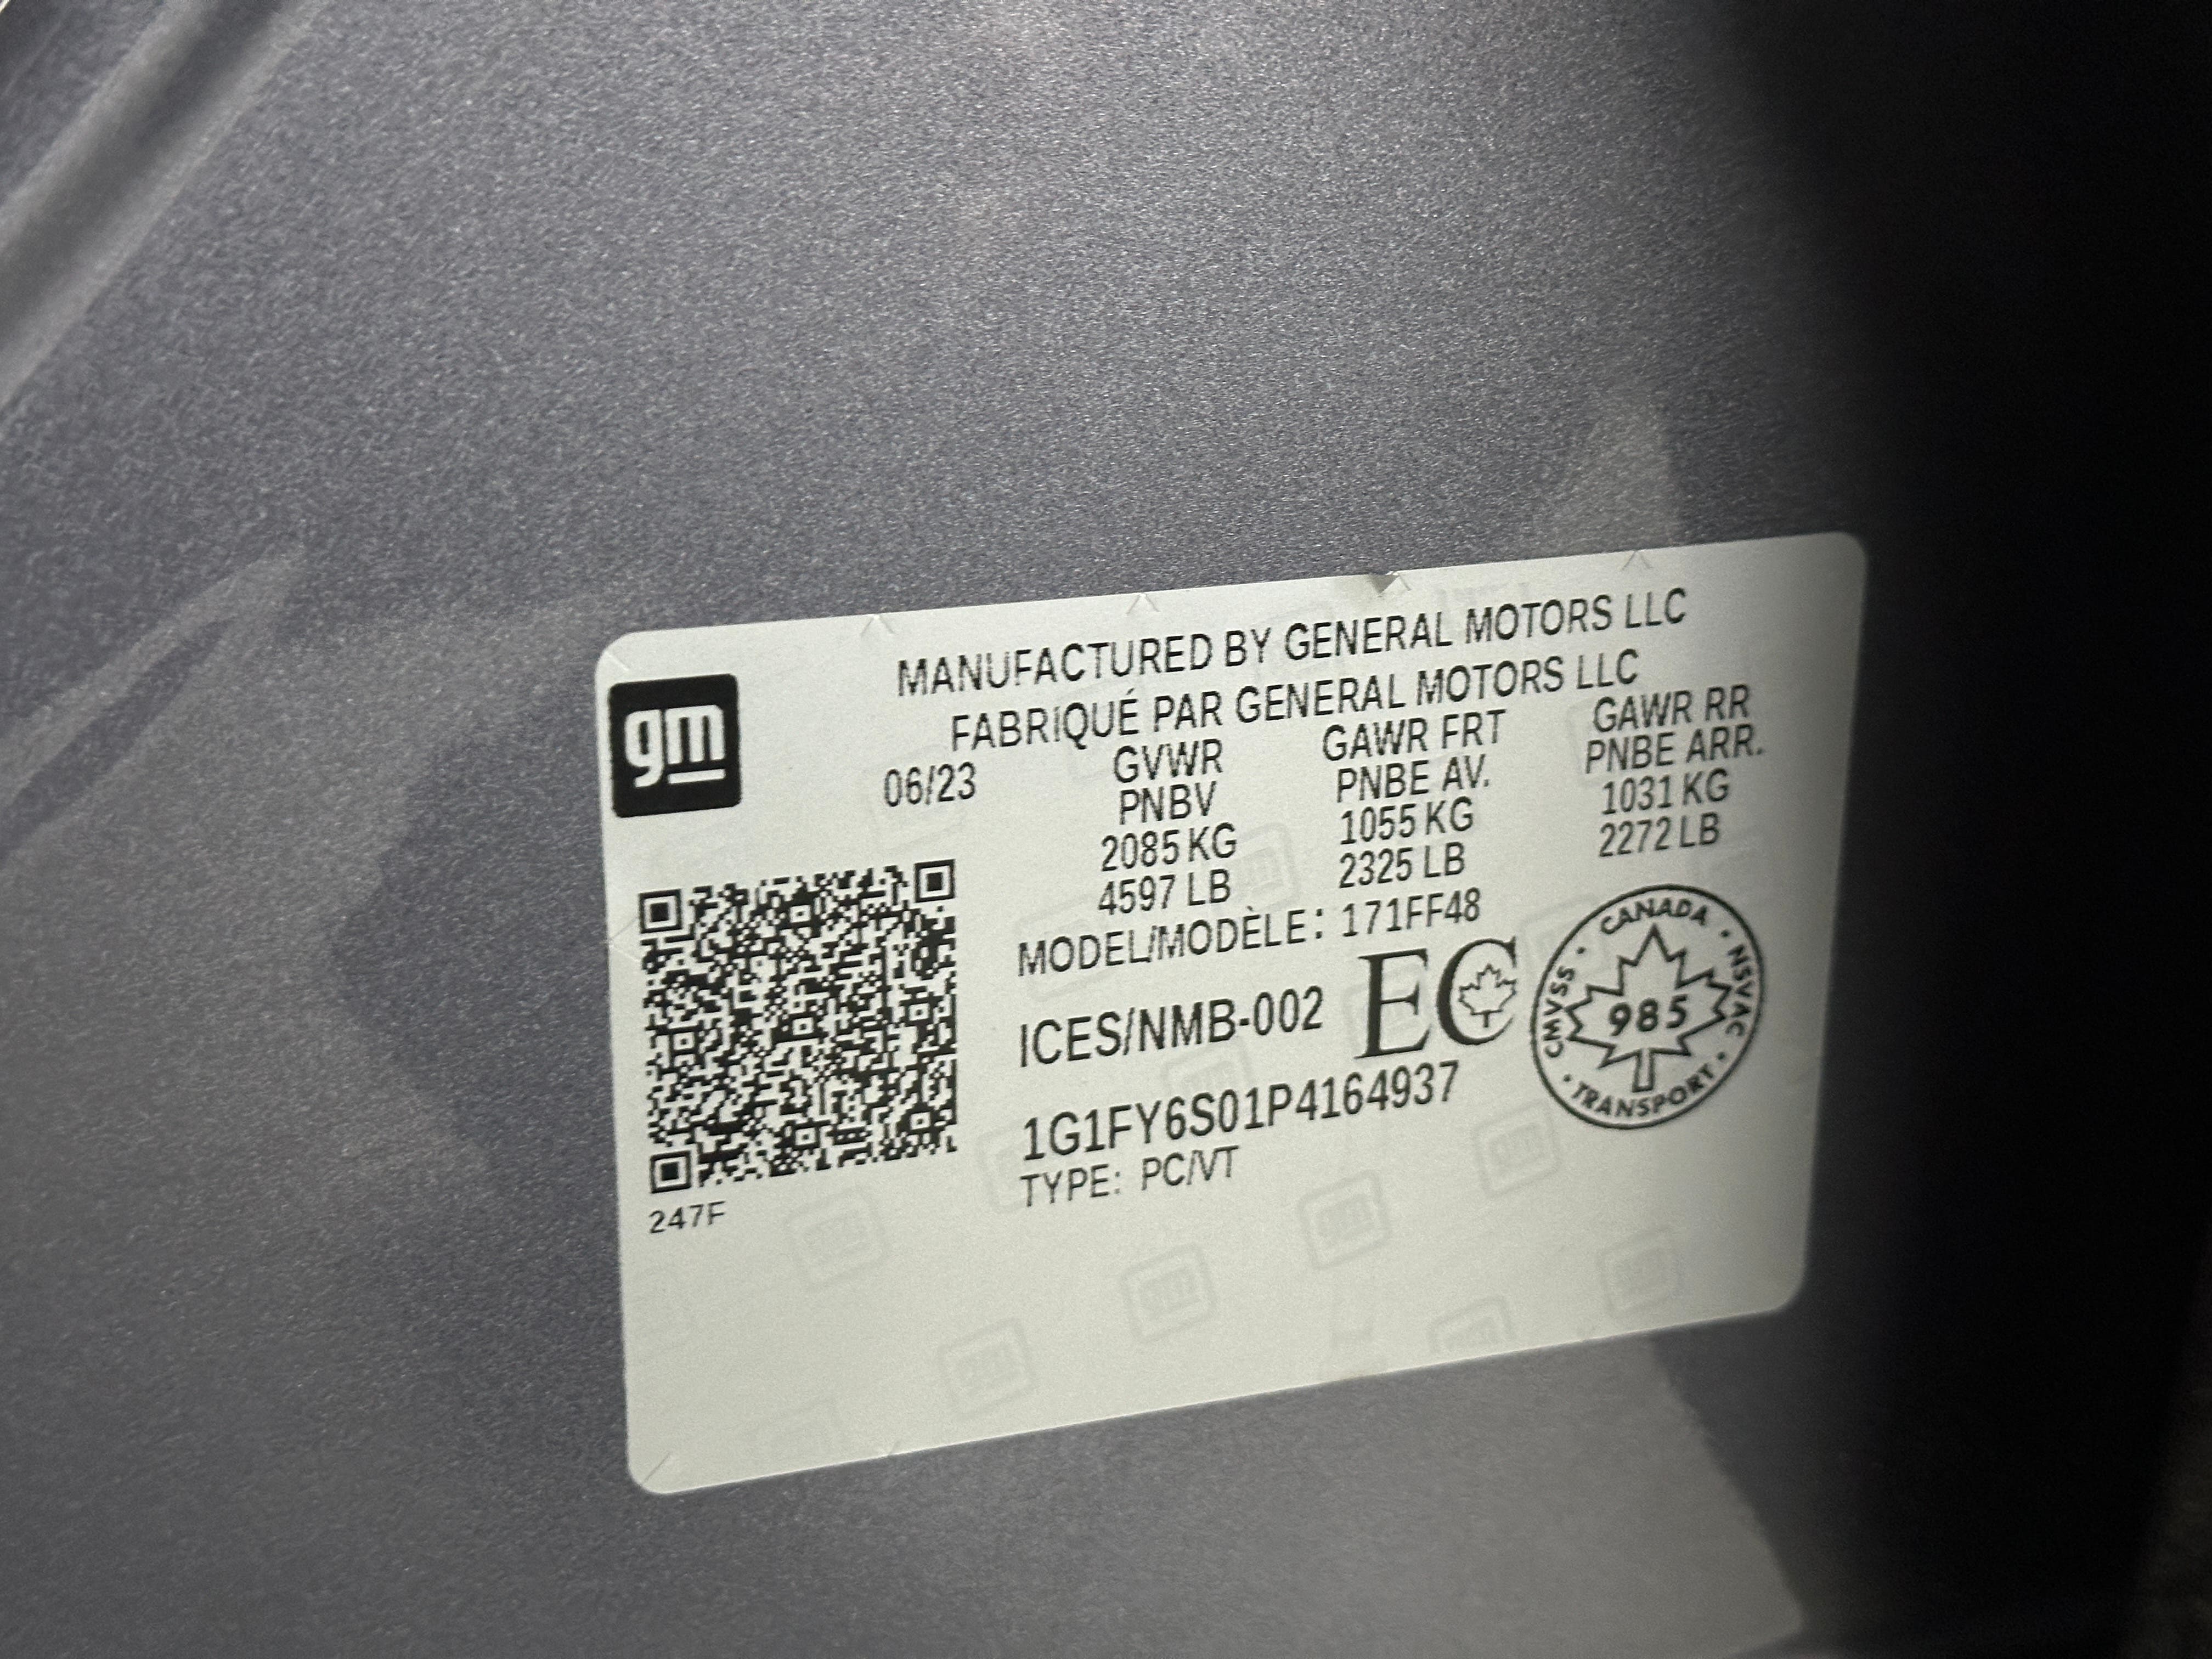 gm
MANUFACTURED BY GENERAL MOTORS LLC
FABRIQUÉ PAR GENERAL MOTORS LLC
06/23
GVWR
PNBV
2085 KG
4597 LB
GAWR FRT
PNBE AV.
1055 KG
2325 LB
GAWR RR
PNBE ARR.
1031 KG
2272 LB
MODEL/MODÈLE: 171FF48
ICES/NMB-002 EC
CANADA · NSVAC · TRANSPORT · CMVSS ·
985
1G1FY6S01P4164937
TYPE: PC/VT
247F